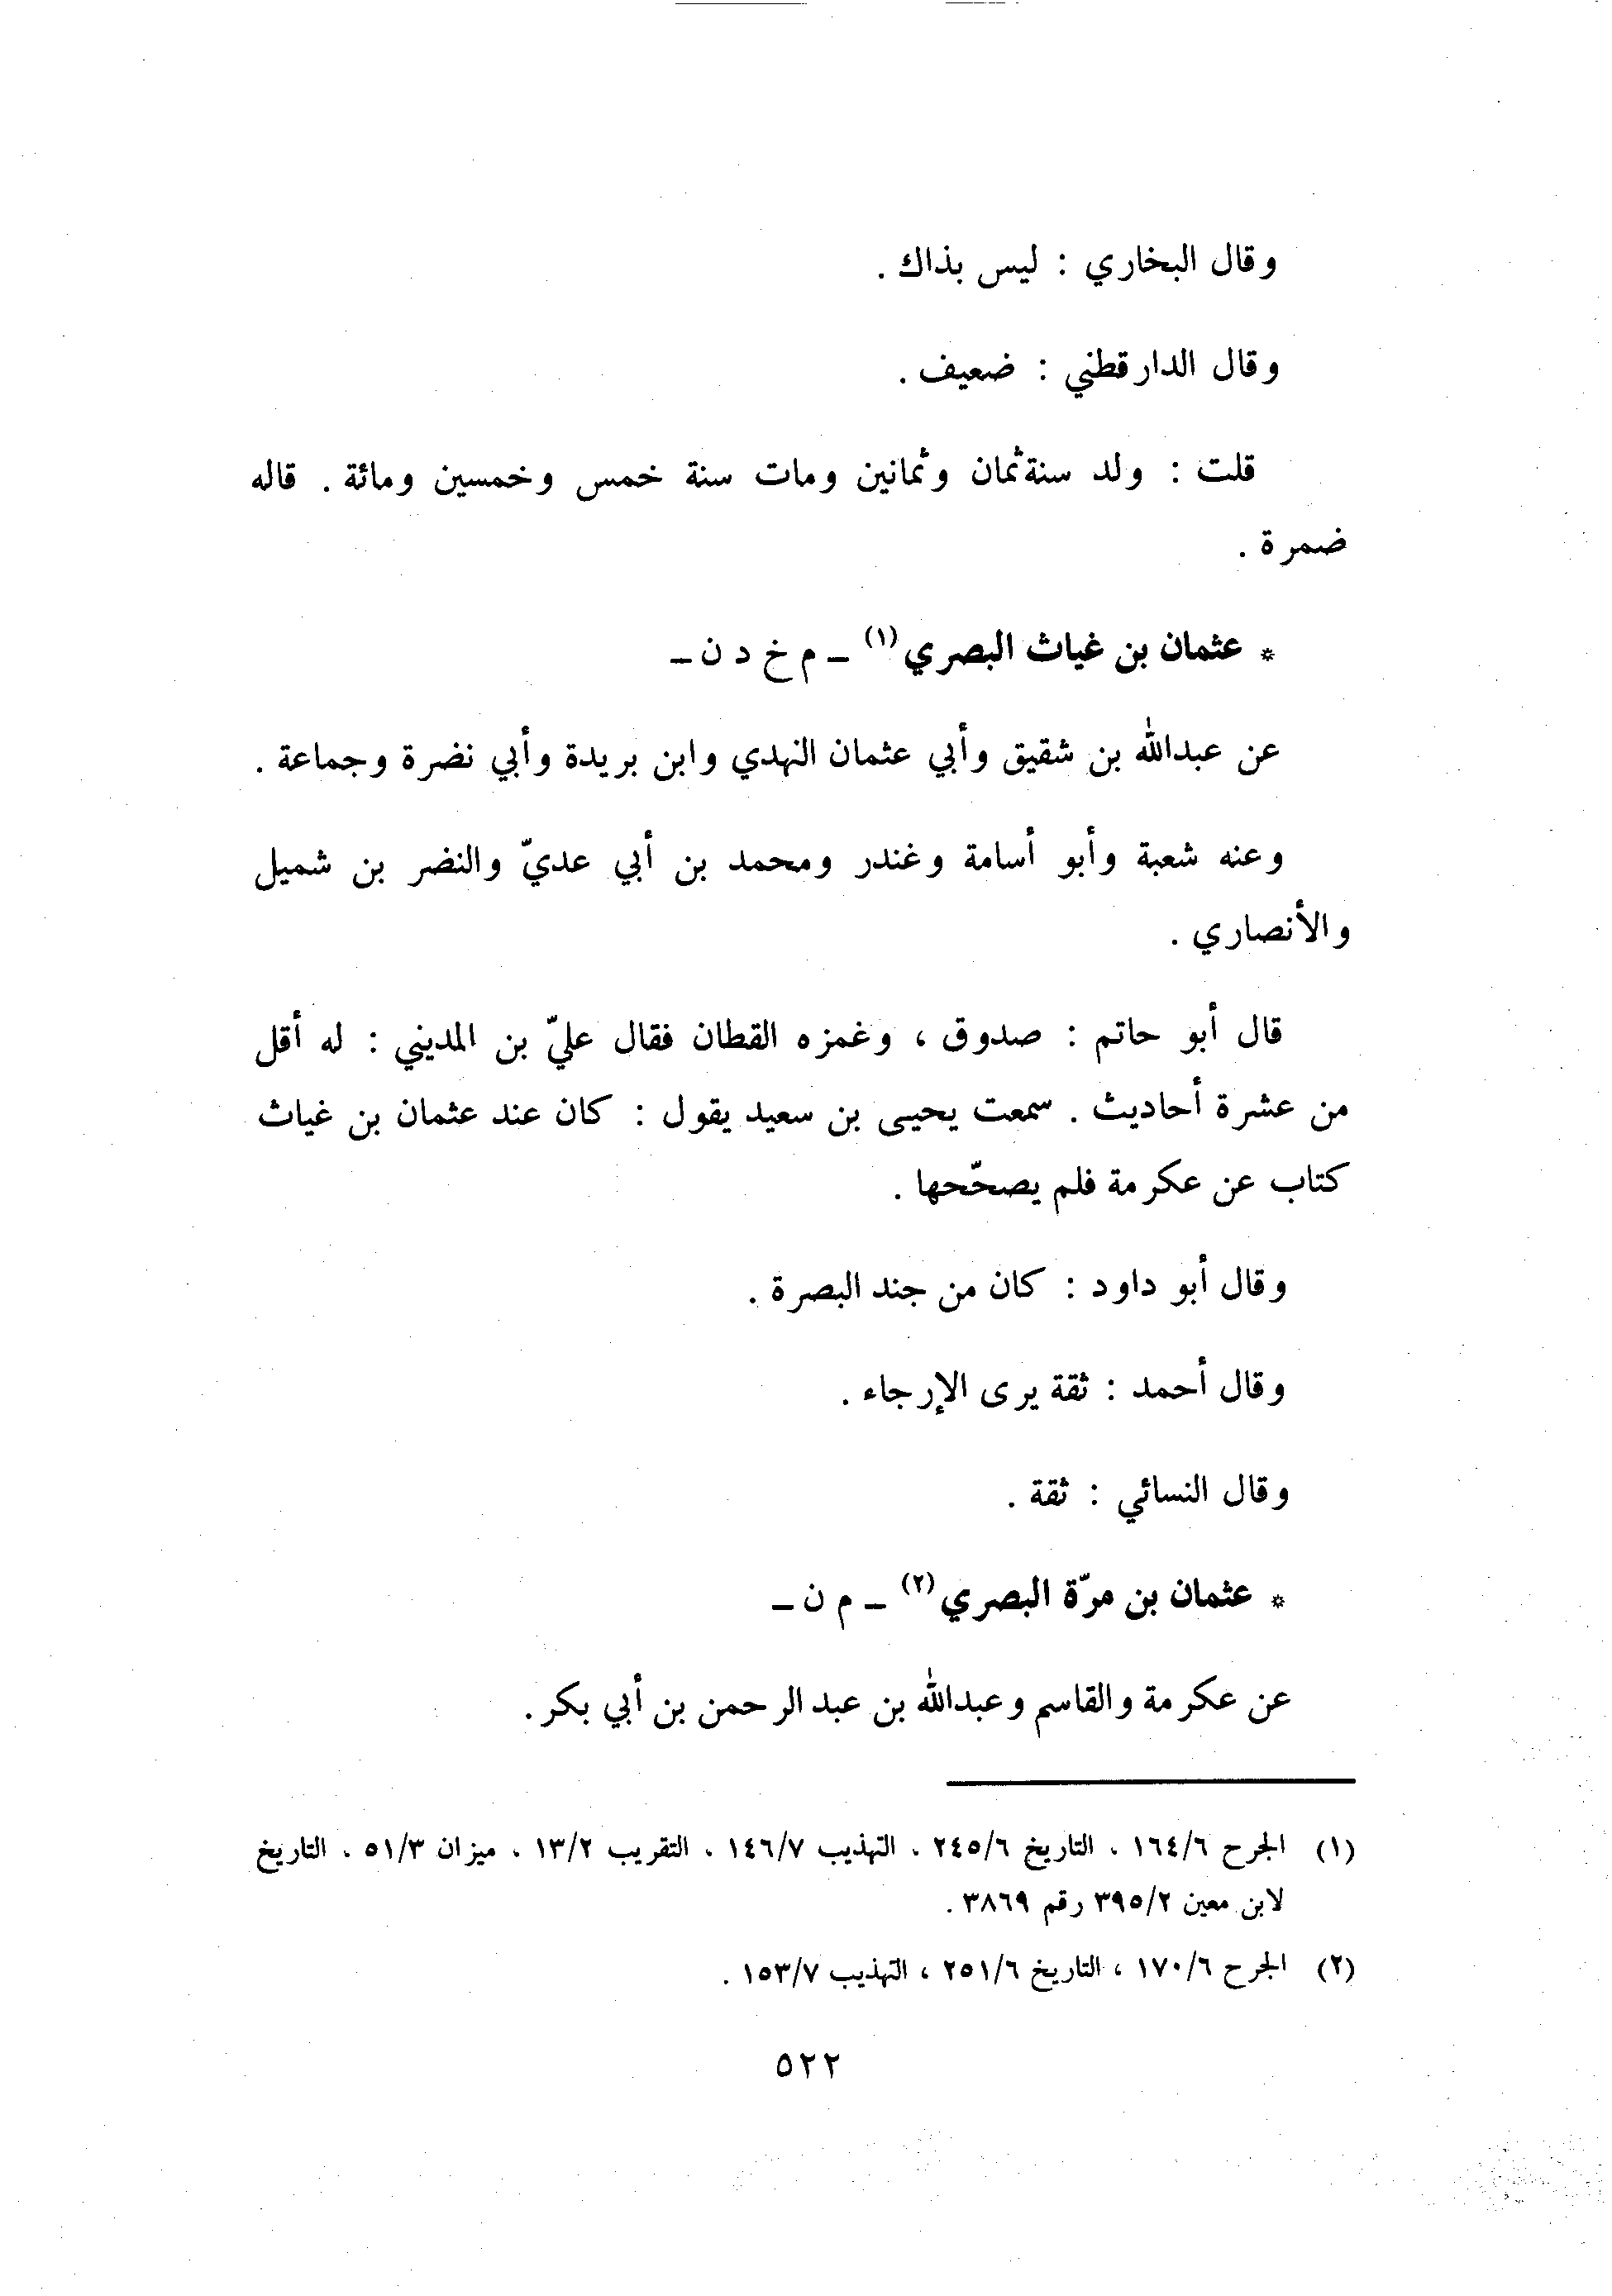 وقال البخاري : ليس بذاك .
وقال الدارقطني : ضعيف .
قلت : ولد سنة ثمان وثمانين ومات سنة خمس وخمسين ومائة . قاله
ضمرة .
* عثمان بن غياث البصري (١) ـ م خ د ن ـ
عن عبدالله بن شقيق وأبي عثمان النهدي وابن بريدة وأبي نضرة وجماعة .
وعنه شعبة وأبو أسامة وغندر ومحمد بن أبي عديّ والنضر بن شميل
والأنصاري .
قال أبو حاتم : صدوق ، وغمزه القطان فقال عليّ بن المديني : له أقل
من عشرة أحاديث . سمعت يحيى بن سعيد يقول : كان عند عثمان بن غياث
كتاب عن عكرمة فلم يصحّحها .
وقال أبو داود : كان من جند البصرة .
وقال أحمد : ثقة يرى الإرجاء .
وقال النسائي : ثقة .
* عثمان بن مرّة البصري (٢) ـ م ن ـ
عن عكرمة والقاسم وعبدالله بن عبد الرحمن بن أبي بكر .
(١) الجرح ١٦٤/٦ ، التاريخ ٢٤٥/٦ ، التهذيب ١٤٦/٧ ، التقريب ١٣/٢ ، ميزان ٥١/٣ ، التاريخ
لابن معين ٣٩٥/٢ رقم ٣٨٦٩ .
(٢) الجرح ١٧٠/٦ ، التاريخ ٢٥١/٦ ، التهذيب ١٥٣/٧ .
٥٢٢